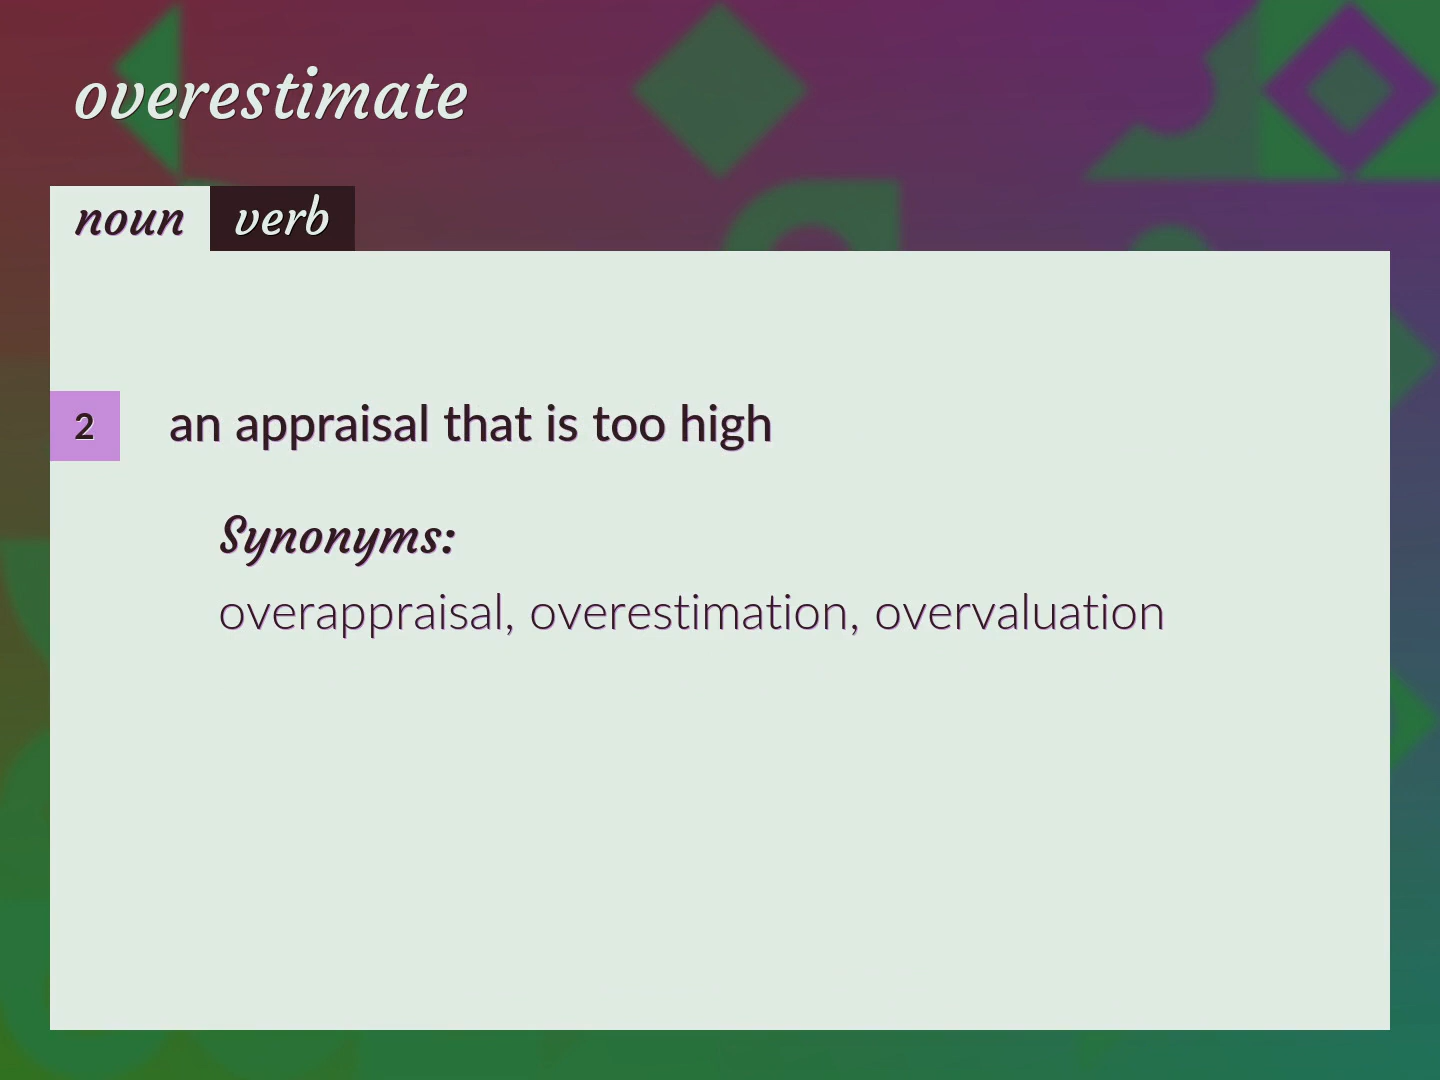 overestimate
noun verb
2 an appraisal that is too high
Synonyms:
overappraisal, overestimation, overvaluation